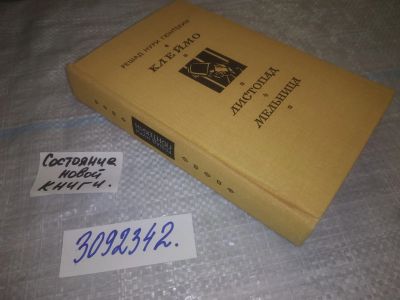 РЕШАД НУРИ ГЮНТЕКИН
КЛЕЙМО
ЛИСТОПАД
МЕЛЬНИЦА
Состояние
новой
книги.
3092342.